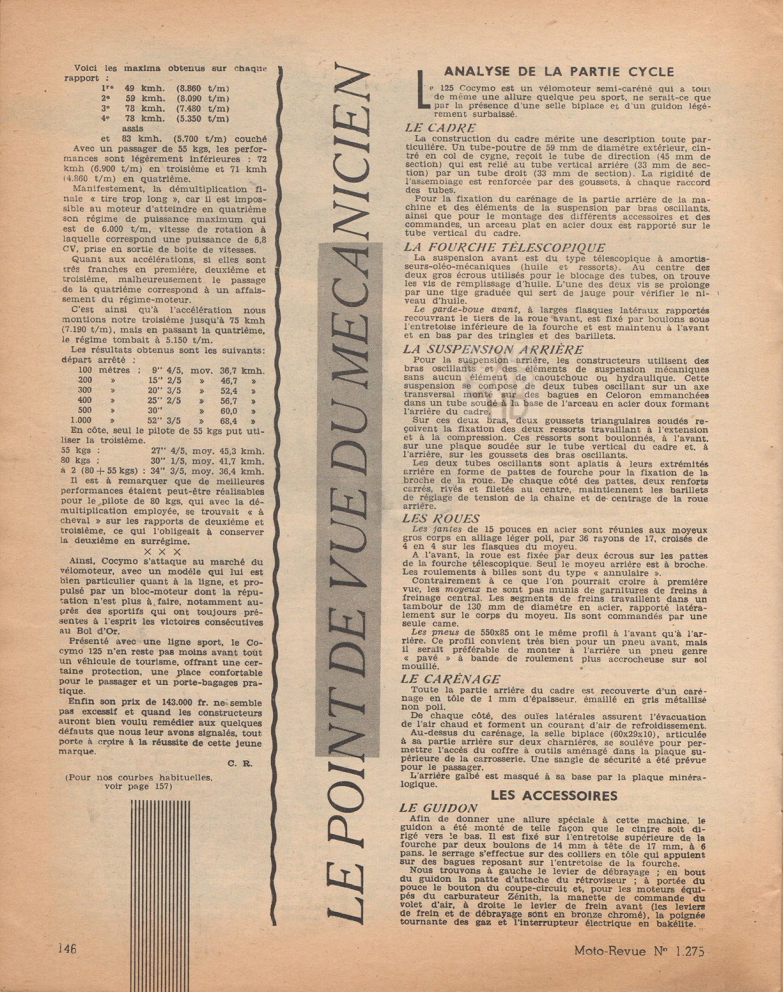 Voici les maxima obtenus sur chaque
rapport :
1re 49 kmh. (8.860 t/m)
2e 59 kmh. (8.090 t/m)
3e 78 kmh. (7.480 t/m)
4e 78 kmh. (5.350 t/m)
assis
et 83 kmh. (5.700 t/m) couché
Avec un passager de 55 kgs, les perfor-
mances sont légèrement inférieures : 72
kmh (6.900 t/m) en troisième et 71 kmh
(4.860 t/m) en quatrième.
Manifestement, la démultiplication fi-
nale « tire trop long », car il est impos-
sible au moteur d'atteindre en quatrième
son régime de puissance maximum qui
est de 6.000 t/m, vitesse de rotation à
laquelle correspond une puissance de 6,8
CV, prise en sortie de boîte de vitesses.
Quant aux accélérations, si elles sont
très franches en première, deuxième et
troisième, malheureusement le passage
de la quatrième correspond à un affais-
sement du régime-moteur.
C'est ainsi qu'à l'accélération nous
montions notre troisième jusqu'à 75 kmh
(7.190 t/m), mais en passant la quatrième,
le régime tombait à 5.150 t/m.
Les résultats obtenus sont les suivants:
départ arrêté :
100 mètres : 9" 4/5, moy. 36,7 kmh.
200 » 15" 2/5 » 46,7 »
300 » 20" 3/5 » 52,4 »
400 » 25" 2/5 » 56,7 »
500 » 30" » 60,0 »
1.000 » 52" 3/5 » 68,4 »
En côte, seul le pilote de 55 kgs put uti-
liser la troisième.
55 kgs : 27" 4/5, moy. 45,3 kmh.
80 kgs : 30" 1/5, moy. 41,7 kmh.
à 2 (80 + 55 kgs) : 34" 3/5, moy. 36,4 kmh.
Il est à remarquer que de meilleures
performances étaient peut-être réalisables
pour le pilote de 80 kgs, qui avec la dé-
multiplication employée, se trouvait « à
cheval » sur les rapports de deuxième et
troisième, ce qui l'obligeait à conserver
la deuxième en surrégime.
× × ×
Ainsi, Cocymo s'attaque au marché du
vélomoteur, avec un modèle qui lui est
bien particulier quant à la ligne, et pro-
pulsé par un bloc-moteur dont la répu-
tation n'est plus à faire, notamment au-
près des sportifs qui ont toujours pré-
sentes à l'esprit les victoires consécutives
au Bol d'Or.
Présenté avec une ligne sport, le Co-
cymo 125 n'en reste pas moins avant tout
un véhicule de tourisme, offrant une cer-
taine protection, une place confortable
pour le passager et un porte-bagages pra-
tique.
Enfin son prix de 143.000 fr. ne semble
pas excessif et quand les constructeurs
auront bien voulu remédier aux quelques
défauts que nous leur avons signalés, tout
porte à croire à la réussite de cette jeune
marque.
C. R.
(Pour nos courbes habituelles,
voir page 157)
LE POINT DE VUE DU MECANICIEN
ANALYSE DE LA PARTIE CYCLE
Le 125 Cocymo est un vélomoteur semi-caréné qui a tout
de même une allure quelque peu sport, ne serait-ce que
par la présence d'une selle biplace et d'un guidon légè-
rement surbaissé.
LE CADRE
La construction du cadre mérite une description toute par-
ticulière. Un tube-poutre de 59 mm de diamètre extérieur, cin-
tré en col de cygne, reçoit le tube de direction (45 mm de
section) qui est relié au tube vertical arrière (33 mm de sec-
tion) par un tube droit (33 mm de section). La rigidité de
l'assemblage est renforcée par des goussets, à chaque raccord
des tubes.
Pour la fixation du carénage de la partie arrière de la ma-
chine et des éléments de la suspension par bras oscillants,
ainsi que pour le montage des différents accessoires et des
commandes, un arceau plat en acier doux est rapporté sur le
tube vertical du cadre.
LA FOURCHE TÉLESCOPIQUE
La suspension avant est du type télescopique à amortis-
seurs-oléo-mécaniques (huile et ressorts). Au centre des
deux gros écrous utilisés pour le blocage des tubes, on trouve
les vis de remplissage d'huile. L'une des deux vis se prolonge
par une tige graduée qui sert de jauge pour vérifier le ni-
veau d'huile.
Le garde-boue avant, à larges flasques latéraux rapportés
recouvrant le tiers de la roue avant, est fixé par boulons sous
l'entretoise inférieure de la fourche et est maintenu à l'avant
et en bas par des tringles et des barillets.
LA SUSPENSION ARRIÈRE
Pour la suspension arrière, les constructeurs utilisent des
bras oscillants et des éléments de suspension mécaniques
sans aucun élément de caoutchouc ou hydraulique. Cette
suspension se compose de deux tubes oscillant sur un axe
transversal monté sur des bagues en Celoron emmanchées
dans un tube soudé à la base de l'arceau en acier doux formant
l'arrière du cadre.
Sur ces deux bras, deux goussets triangulaires soudés re-
çoivent la fixation des deux ressorts travaillant à l'extension
et à la compression. Ces ressorts sont boulonnés, à l'avant.
sur une plaque soudée sur le tube vertical du cadre et, à
l'arrière, sur les goussets des bras oscillants.
Les deux tubes oscillants sont aplatis à leurs extrémités
arrière en forme de pattes de fourche pour la fixation de la
broche de la roue. De chaque côté des pattes, deux renforts
carrés, rivés et filetés au centre, maintiennent les barillets
de réglage de tension de la chaîne et de centrage de la roue
arrière.
LES ROUES
Les jantes de 15 pouces en acier sont réunies aux moyeux
gros corps en alliage léger poli, par 36 rayons de 17, croisés de
4 en 4 sur les flasques du moyeu.
A l'avant, la roue est fixée par deux écrous sur les pattes
de la fourche télescopique. Seul le moyeu arrière est à broche.
Les roulements à billes sont du type « annulaire ».
Contrairement à ce que l'on pourrait croire à première
vue, les moyeux ne sont pas munis de garnitures de freins à
freinage central. Les segments de freins travaillent dans un
tambour de 130 mm de diamètre en acier, rapporté latéra-
lement sur le corps du moyeu. Ils sont commandés par une
seule came.
Les pneus de 550x85 ont le même profil à l'avant qu'à l'ar-
rière. Ce profil convient très bien pour un pneu avant, mais
il serait préférable de monter à l'arrière un pneu genre
« pavé » à bande de roulement plus accrocheuse sur sol
mouillé.
LE CARÉNAGE
Toute la partie arrière du cadre est recouverte d'un caré-
nage en tôle de 1 mm d'épaisseur, émaillé en gris métallisé
non poli.
De chaque côté, des ouïes latérales assurent l'évacuation
de l'air chaud et forment un courant d'air de refroidissement.
Au-dessus du carénage, la selle biplace (60x29x10), articulée
à sa partie arrière sur deux charnières, se soulève pour per-
mettre l'accès du coffre à outils aménagé dans la plaque su-
périeure de la carrosserie. Une sangle de sécurité a été prévue
pour le passager.
L'arrière galbé est masqué à sa base par la plaque minéra-
logique.
LES ACCESSOIRES
LE GUIDON
Afin de donner une allure spéciale à cette machine, le
guidon a été monté de telle façon que le cintre soit di-
rigé vers le bas. Il est fixé sur l'entretoise supérieure de la
fourche par deux boulons de 14 mm à tête de 17 mm, à 6
pans. le serrage s'effectue sur des colliers en tôle qui appuient
sur des bagues reposant sur l'entretoise de la fourche.
Nous trouvons à gauche le levier de débrayage ; en bout
du guidon la patte d'attache du rétroviseur ; à portée du
pouce le bouton du coupe-circuit et, pour les moteurs équi-
pés du carburateur Zénith, la manette de commande du
volet d'air, à droite le levier de frein avant (les leviers
de frein et de débrayage sont en bronze chromé), la poignée
tournante des gaz et l'interrupteur électrique en bakélite.
146
Moto-Revue No 1.275